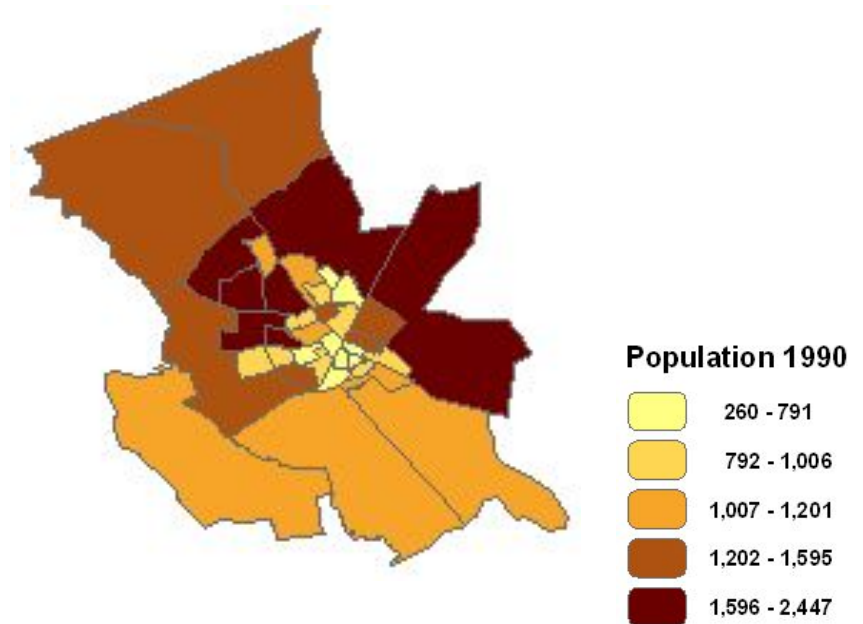 Population 1990
260 - 791
792 - 1,006
1,007 - 1,201
1,202 - 1,595
1,596 - 2,447